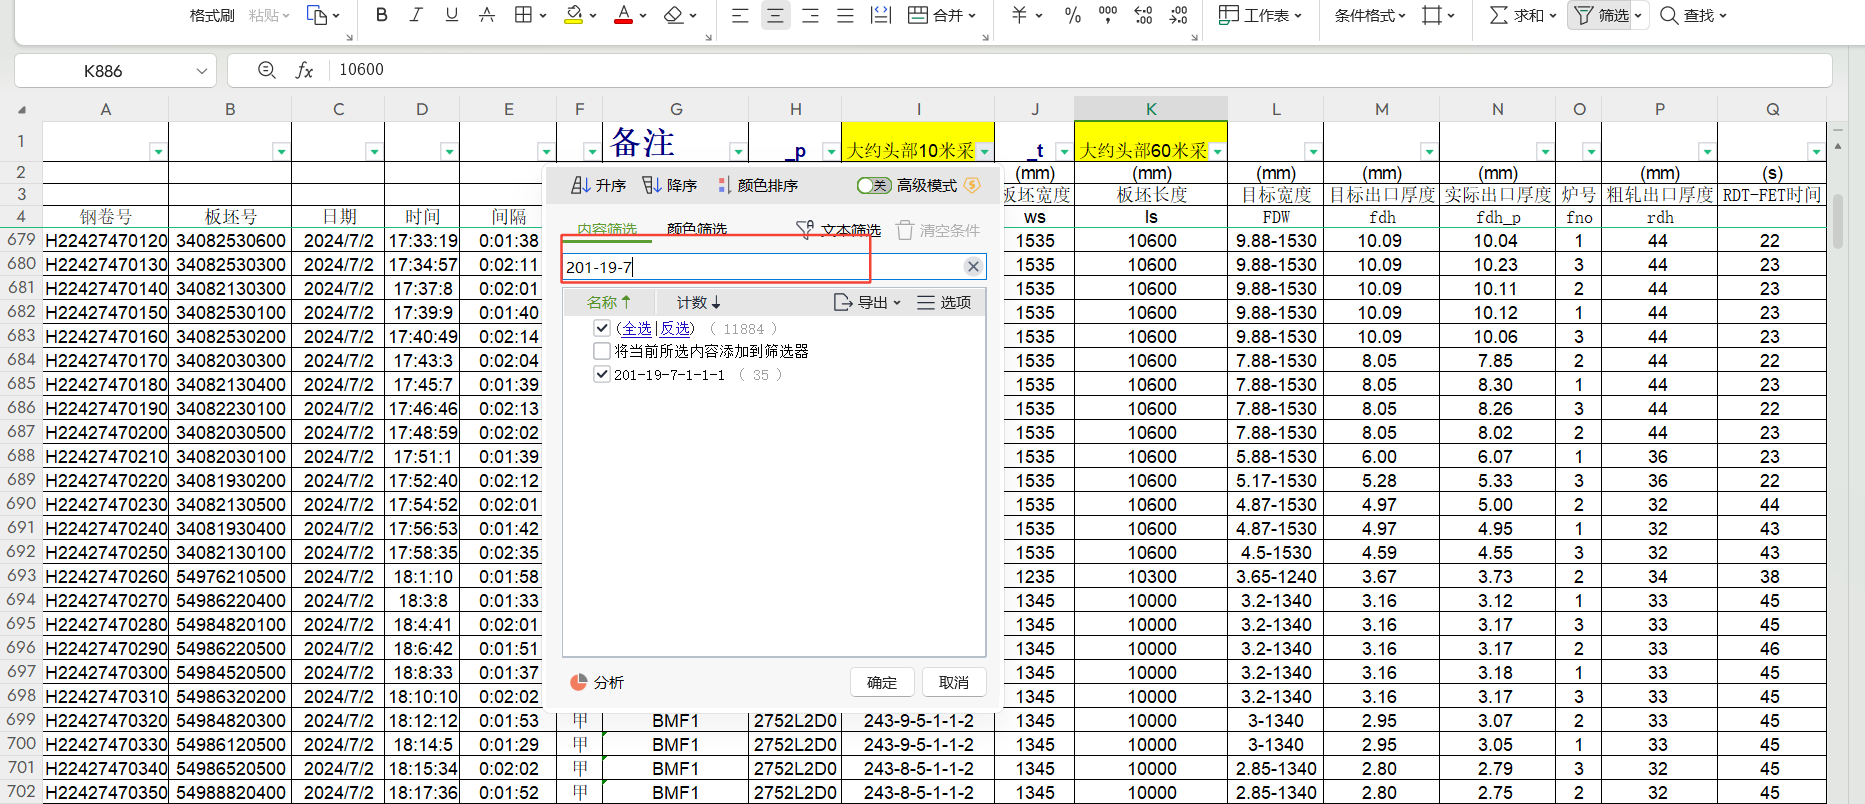 格式刷 粘贴 B I U A A 合并 ¥ % 000 工作表 条件格式 求和 筛选 查找
K886 fx 10600
A B C D E F G H I J K L M N O P Q
1 备注 _p 大约头部10米采 _t 大约头部60米采
2 (mm) (mm) (mm) (mm) (mm) (mm) (s)
3 板坯宽度 板坯长度 目标宽度 目标出口厚度 实际出口厚度 炉号 粗轧出口厚度 RDT-FET时间
4 钢卷号 板坯号 日期 时间 间隔 ws ls FDW fdh fdh_p fno rdh
679 H22427470120 34082530600 2024/7/2 17:33:19 0:01:38 1535 10600 9.88-1530 10.09 10.04 1 44 22
680 H22427470130 34082530300 2024/7/2 17:34:57 0:02:11 1535 10600 9.88-1530 10.09 10.23 3 44 23
681 H22427470140 34082530100 2024/7/2 17:37:8 0:02:01 1535 10600 9.88-1530 10.09 10.11 2 44 23
682 H22427470150 34082530500 2024/7/2 17:39:9 0:01:40 1535 10600 9.88-1530 10.09 10.12 1 44 23
683 H22427470160 34082530200 2024/7/2 17:40:49 0:02:14 1535 10600 9.88-1530 10.09 10.06 3 44 23
684 H22427470170 34082030300 2024/7/2 17:43:3 0:02:04 1535 10600 7.88-1530 8.05 7.85 2 44 22
685 H22427470180 34082130400 2024/7/2 17:45:7 0:01:39 1535 10600 7.88-1530 8.05 8.30 1 44 23
686 H22427470190 34082230100 2024/7/2 17:46:46 0:02:13 1535 10600 7.88-1530 8.05 8.26 3 44 22
687 H22427470200 34082030500 2024/7/2 17:48:59 0:02:02 1535 10600 7.88-1530 8.05 8.02 2 44 23
688 H22427470210 34082030100 2024/7/2 17:51:1 0:01:39 1535 10600 5.88-1530 6.00 6.07 1 36 23
689 H22427470220 34081930200 2024/7/2 17:52:40 0:02:12 1535 10600 5.17-1530 5.28 5.33 3 36 22
690 H22427470230 34082130500 2024/7/2 17:54:52 0:02:01 1535 10600 4.87-1530 4.97 5.00 2 32 44
691 H22427470240 34081930400 2024/7/2 17:56:53 0:01:42 1535 10600 4.87-1530 4.97 4.95 1 32 43
692 H22427470250 34082130100 2024/7/2 17:58:35 0:02:35 1535 10600 4.5-1530 4.59 4.55 3 32 43
693 H22427470260 54976210500 2024/7/2 18:1:10 0:01:58 1235 10300 3.65-1240 3.67 3.73 2 34 38
694 H22427470270 54986220400 2024/7/2 18:3:8 0:01:33 1345 10000 3.2-1340 3.16 3.12 1 33 45
695 H22427470280 54984820100 2024/7/2 18:4:41 0:02:01 1345 10000 3.2-1340 3.16 3.17 3 33 45
696 H22427470290 54986220500 2024/7/2 18:6:42 0:01:51 1345 10000 3.2-1340 3.16 3.17 2 33 46
697 H22427470300 54984520500 2024/7/2 18:8:33 0:01:37 1345 10000 3.2-1340 3.16 3.18 1 33 45
698 H22427470310 54986320200 2024/7/2 18:10:10 0:02:02 1345 10000 3.2-1340 3.16 3.17 3 33 45
699 H22427470320 54984820300 2024/7/2 18:12:12 0:01:53 甲 BMF1 2752L2D0 243-9-5-1-1-2 1345 10000 3-1340 2.95 3.07 2 33 45
700 H22427470330 54986120500 2024/7/2 18:14:5 0:01:29 甲 BMF1 2752L2D0 243-9-5-1-1-2 1345 10000 3-1340 2.95 3.05 1 33 45
701 H22427470340 54986520500 2024/7/2 18:15:34 0:02:02 甲 BMF1 2752L2D0 243-8-5-1-1-2 1345 10000 2.85-1340 2.80 2.79 3 32 45
702 H22427470350 54988820400 2024/7/2 18:17:36 0:01:52 甲 BMF1 2752L2D0 243-8-5-1-1-2 1345 10000 2.85-1340 2.80 2.75 2 32 45
升序 降序 颜色排序 关 高级模式
内容筛选 颜色筛选 文本筛选 清空条件
201-19-7
名称 计数 导出 选项
(全选|反选) （ 11884 ）
将当前所选内容添加到筛选器
201-19-7-1-1-1 （ 35 ）
分析 确定 取消